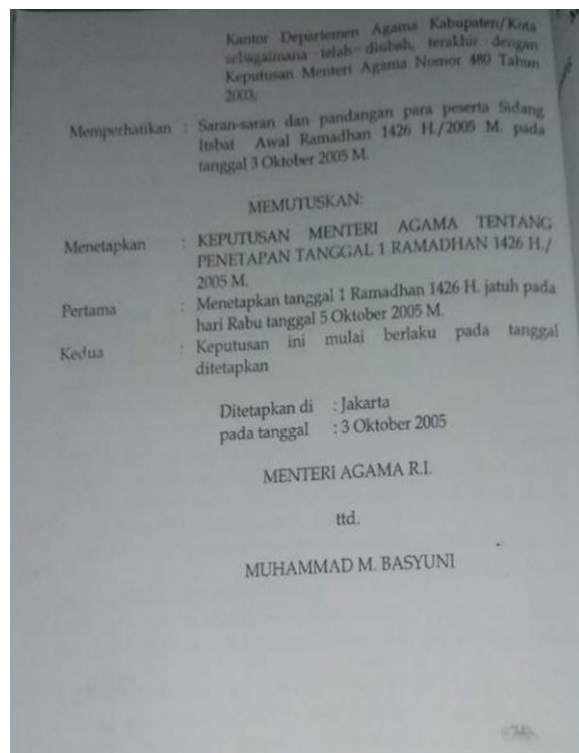 Kantor Departemen Agama Kabupaten/Kota
sebagaimana telah diubah, terakhir dengan
Keputusan Menteri Agama Nomor 480 Tahun
2003;
Memperhatikan : Saran-saran dan pandangan para peserta Sidang
Itsbat Awal Ramadhan 1426 H./2005 M. pada
tanggal 3 Oktober 2005 M.
MEMUTUSKAN:
Menetapkan : KEPUTUSAN MENTERI AGAMA TENTANG
PENETAPAN TANGGAL 1 RAMADHAN 1426 H./
2005 M.
Pertama : Menetapkan tanggal 1 Ramadhan 1426 H. jatuh pada
hari Rabu tanggal 5 Oktober 2005 M.
Kedua : Keputusan ini mulai berlaku pada tanggal
ditetapkan
Ditetapkan di : Jakarta
pada tanggal : 3 Oktober 2005
MENTERI AGAMA R.I.
ttd.
MUHAMMAD M. BASYUNI